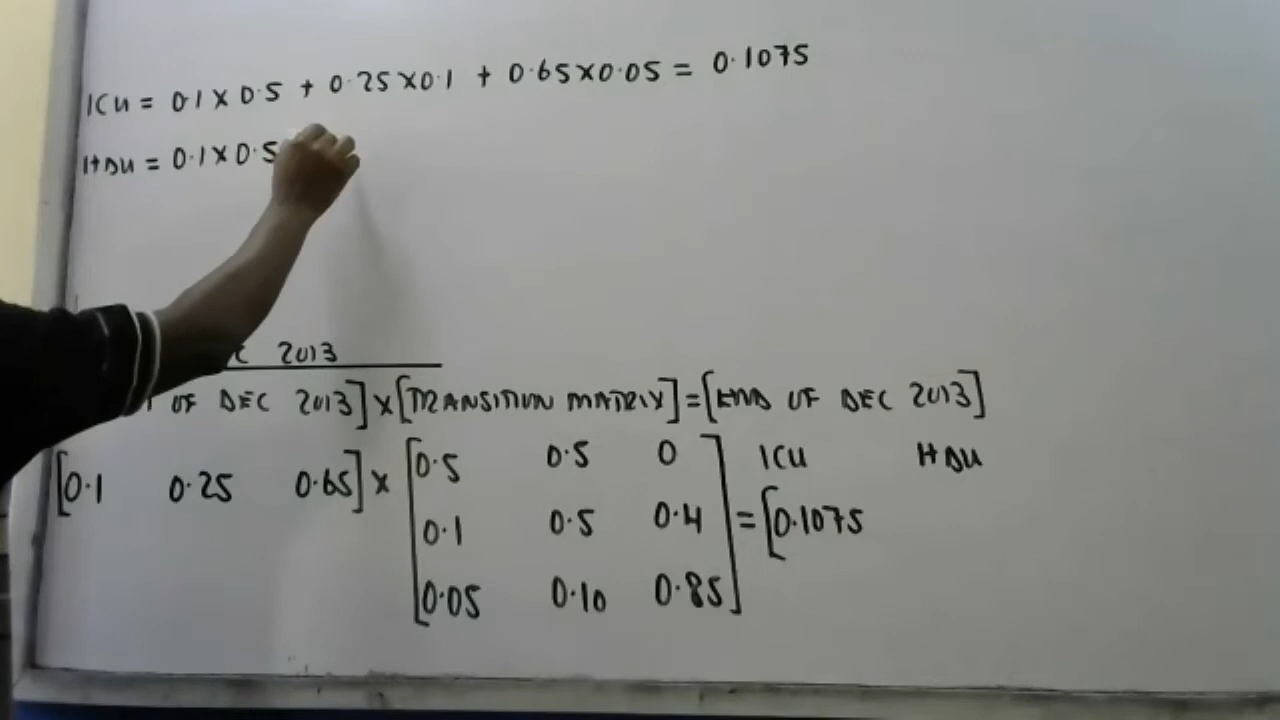 ICU = 0.1 X 0.5 + 0.25 X 0.1 + 0.65 X 0.05 = 0.1075
HDU = 0.1 X 0.5
2013
OF DEC 2013] X [TRANSITION MATRIX] = [END OF DEC 2013]
[0.1 0.25 0.65] X [0.5 0.5 0 ICU HDU
0.1 0.5 0.4 = [0.1075
0.05 0.10 0.85]